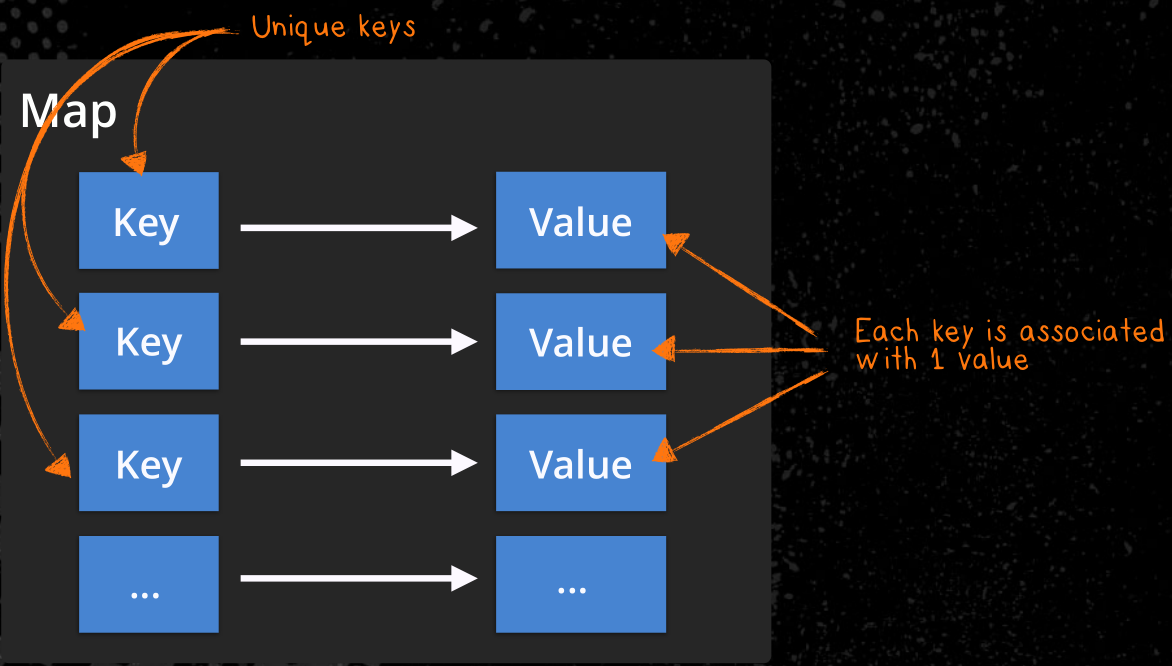 Unique keys
Map
Key
Value
Key
Value
Key
Value
...
...
Each key is associated
with 1 value